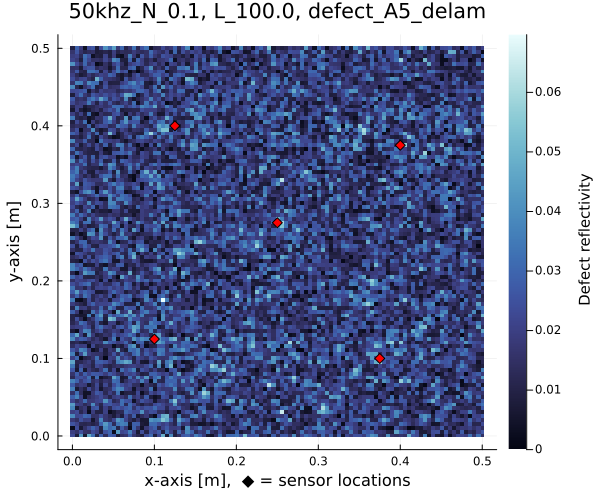 50khz_N_0.1, L_100.0, defect_A5_delam
0.5
0.4
0.3
0.2
0.1
0.0
y-axis [m]
0.0 0.1 0.2 0.3 0.4 0.5
x-axis [m], ◆ = sensor locations
0.06
0.05
0.04
0.03
0.02
0.01
0
Defect reflectivity